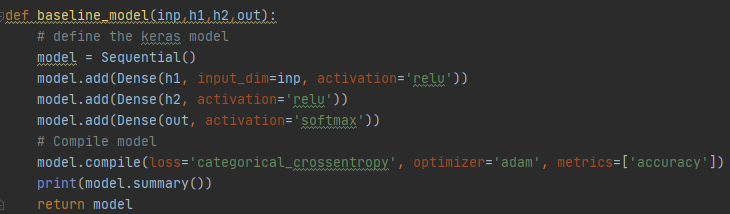 def baseline_model(inp,h1,h2,out):
    # define the keras model
    model = Sequential()
    model.add(Dense(h1, input_dim=inp, activation='relu'))
    model.add(Dense(h2, activation='relu'))
    model.add(Dense(out, activation='softmax'))
    # Compile model
    model.compile(loss='categorical_crossentropy', optimizer='adam', metrics=['accuracy'])
    print(model.summary())
    return model